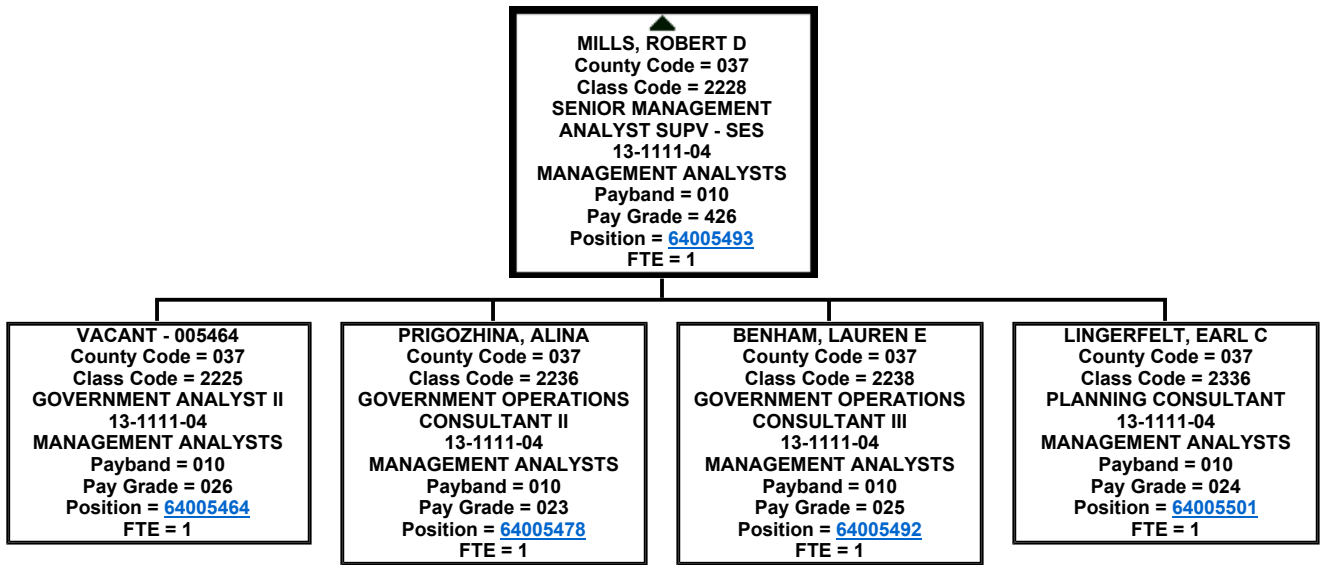 MILLS, ROBERT D
County Code = 037
Class Code = 2228
SENIOR MANAGEMENT
ANALYST SUPV - SES
13-1111-04
MANAGEMENT ANALYSTS
Payband = 010
Pay Grade = 426
Position = 64005493
FTE = 1
VACANT - 005464
County Code = 037
Class Code = 2225
GOVERNMENT ANALYST II
13-1111-04
MANAGEMENT ANALYSTS
Payband = 010
Pay Grade = 026
Position = 64005464
FTE = 1
PRIGOZHINA, ALINA
County Code = 037
Class Code = 2236
GOVERNMENT OPERATIONS
CONSULTANT II
13-1111-04
MANAGEMENT ANALYSTS
Payband = 010
Pay Grade = 023
Position = 64005478
FTE = 1
BENHAM, LAUREN E
County Code = 037
Class Code = 2238
GOVERNMENT OPERATIONS
CONSULTANT III
13-1111-04
MANAGEMENT ANALYSTS
Payband = 010
Pay Grade = 025
Position = 64005492
FTE = 1
LINGERFELT, EARL C
County Code = 037
Class Code = 2336
PLANNING CONSULTANT
13-1111-04
MANAGEMENT ANALYSTS
Payband = 010
Pay Grade = 024
Position = 64005501
FTE = 1